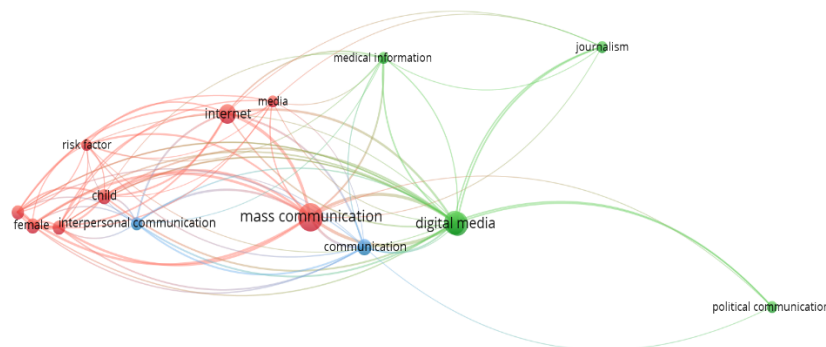 journalism
medical information
media
internet
risk factor
child
mass communication
female
interpersonal communication
digital media
communication
political communication